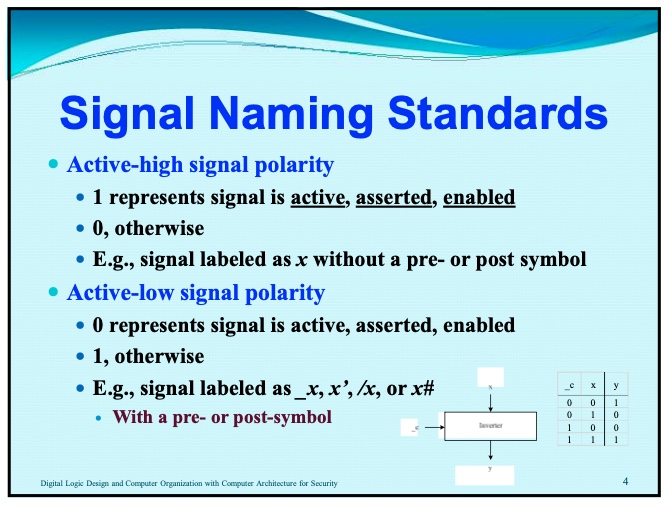 Signal Naming Standards
Active-high signal polarity
1 represents signal is active, asserted, enabled
0, otherwise
E.g., signal labeled as x without a pre- or post symbol
Active-low signal polarity
0 represents signal is active, asserted, enabled
1, otherwise
E.g., signal labeled as _x, x’, /x, or x#
With a pre- or post-symbol
x
_c
Inverter
y
_c x y
0 0 1
0 1 0
1 0 0
1 1 1
Digital Logic Design and Computer Organization with Computer Architecture for Security
4